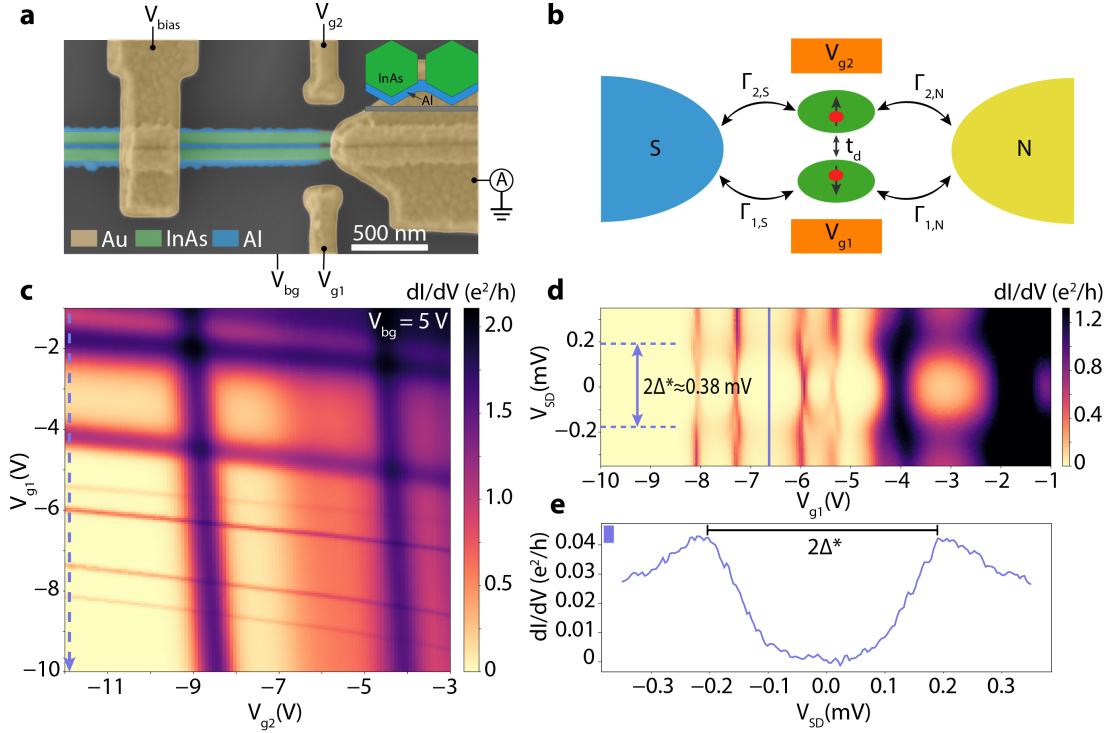 a
V_bias
V_g2
InAs
Al
A
Au InAs Al
500 nm
V_bg
V_g1
b
V_g2
Γ_2,S
Γ_2,N
S
t_d
N
Γ_1,S
Γ_1,N
V_g1
c
dI/dV (e²/h)
V_bg = 5 V
−2
−4
−6
−8
−10
V_g1(V)
−11 −9 −7 −5 −3
V_g2(V)
2.0
1.5
1.0
0.5
0
d
dI/dV (e²/h)
0.2
0
−0.2
V_SD(mV)
2Δ*≈0.38 mV
−10 −9 −8 −7 −6 −5 −4 −3 −2 −1
V_g1(V)
1.2
0.8
0.4
0
e
2Δ*
0.04
0.03
0.02
0.01
0
dI/dV (e²/h)
−0.3 −0.2 −0.1 0.0 0.1 0.2 0.3
V_SD(mV)